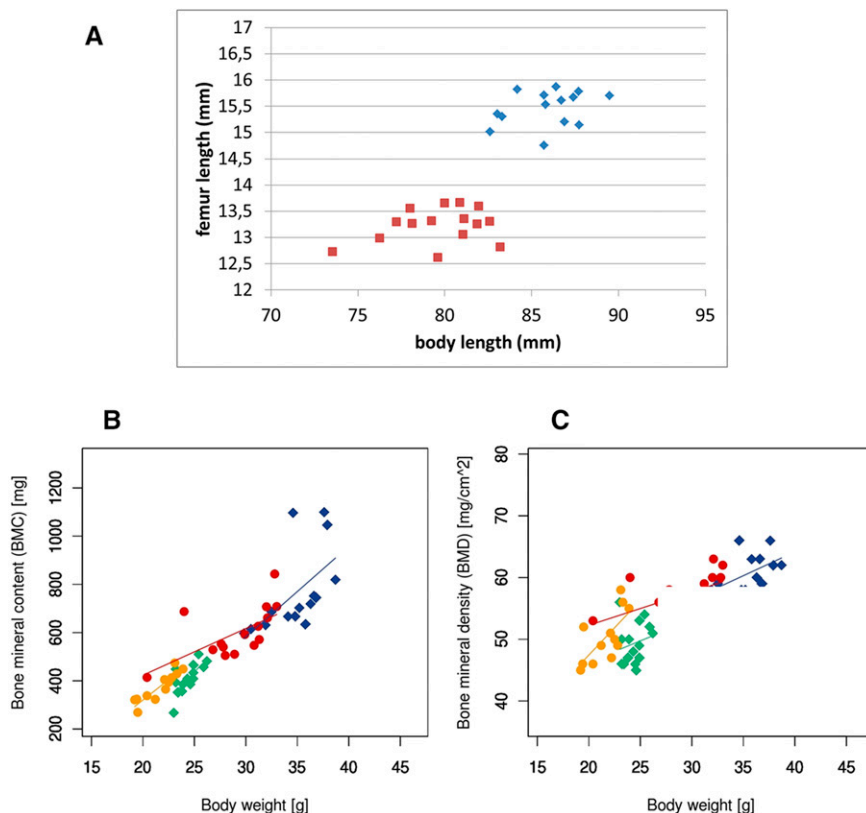 A
17
16,5
16
15,5
15
14,5
14
13,5
13
12,5
12
femur length (mm)
70 75 80 85 90 95
body length (mm)
B
Bone mineral content (BMC) [mg]
200 400 600 800 1000 1200
15 20 25 30 35 40 45
Body weight [g]
C
Bone mineral density (BMD) [mg/cm^2]
40 50 60 70 80
15 20 25 30 35 40 45
Body weight [g]